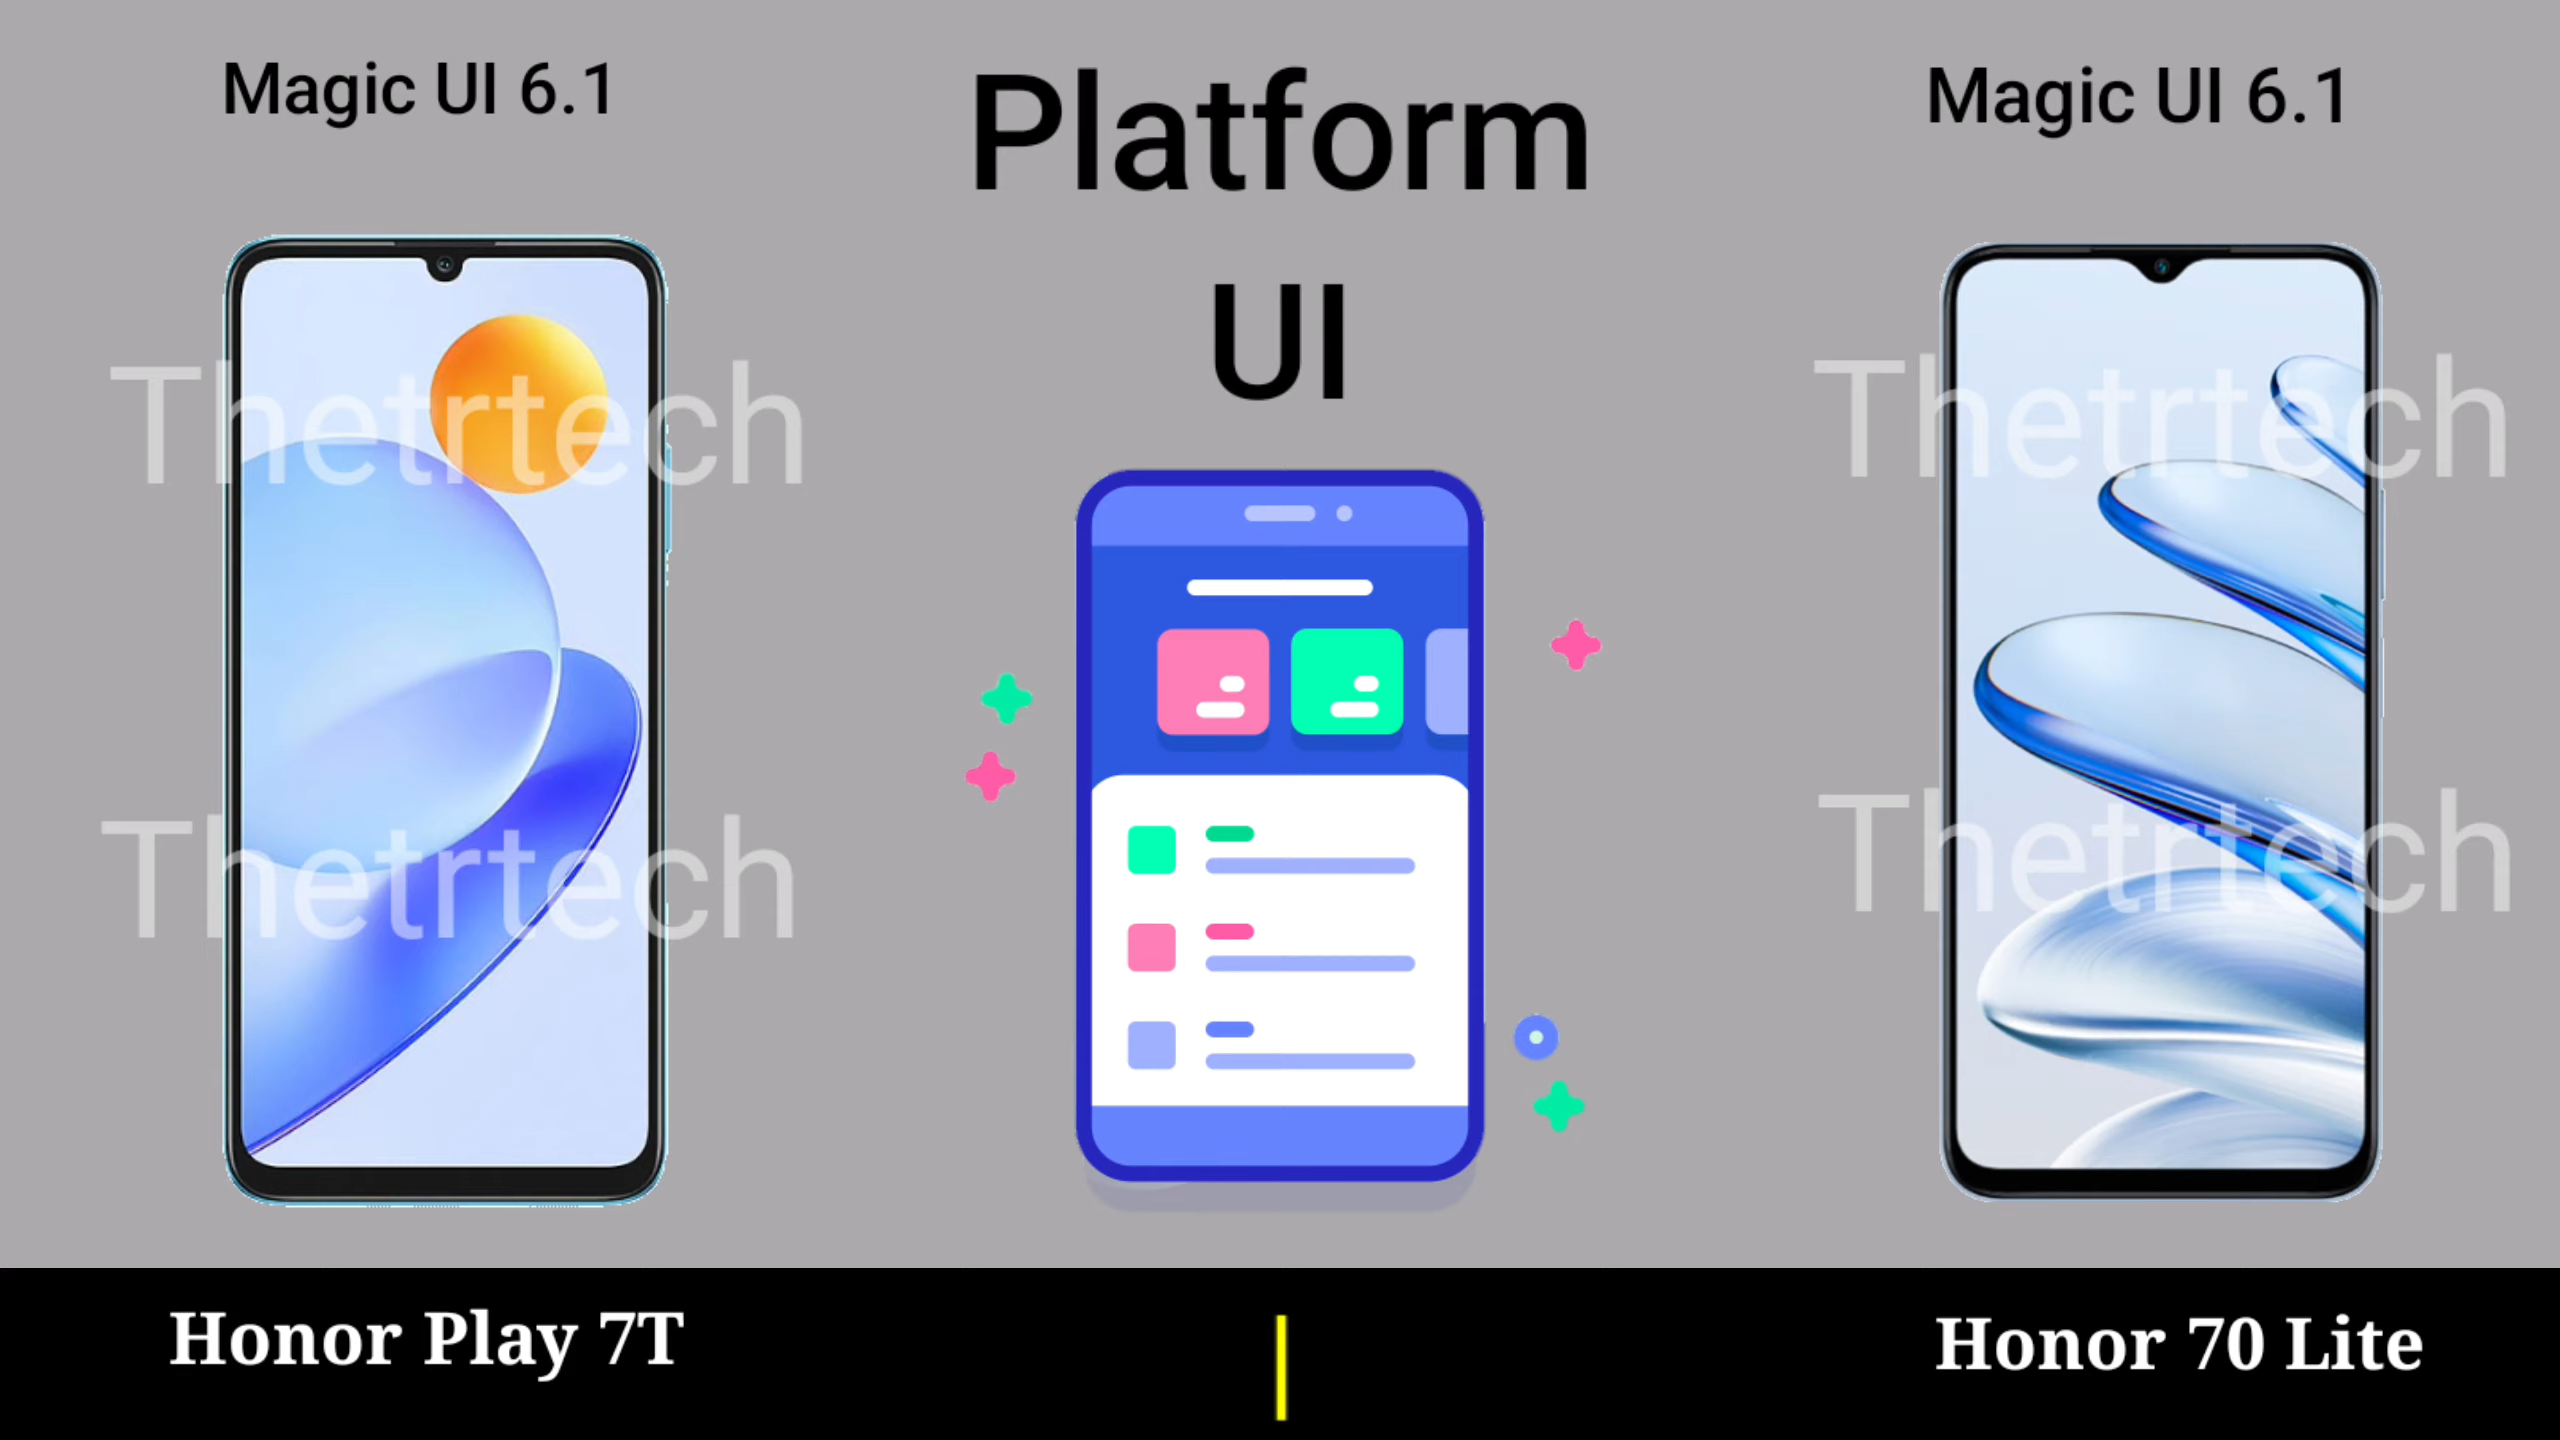 Magic UI 6.1
Platform
UI
Magic UI 6.1
Thetrtech
Thetrtech
Thetrtech
Thetrtech
Honor Play 7T
Honor 70 Lite